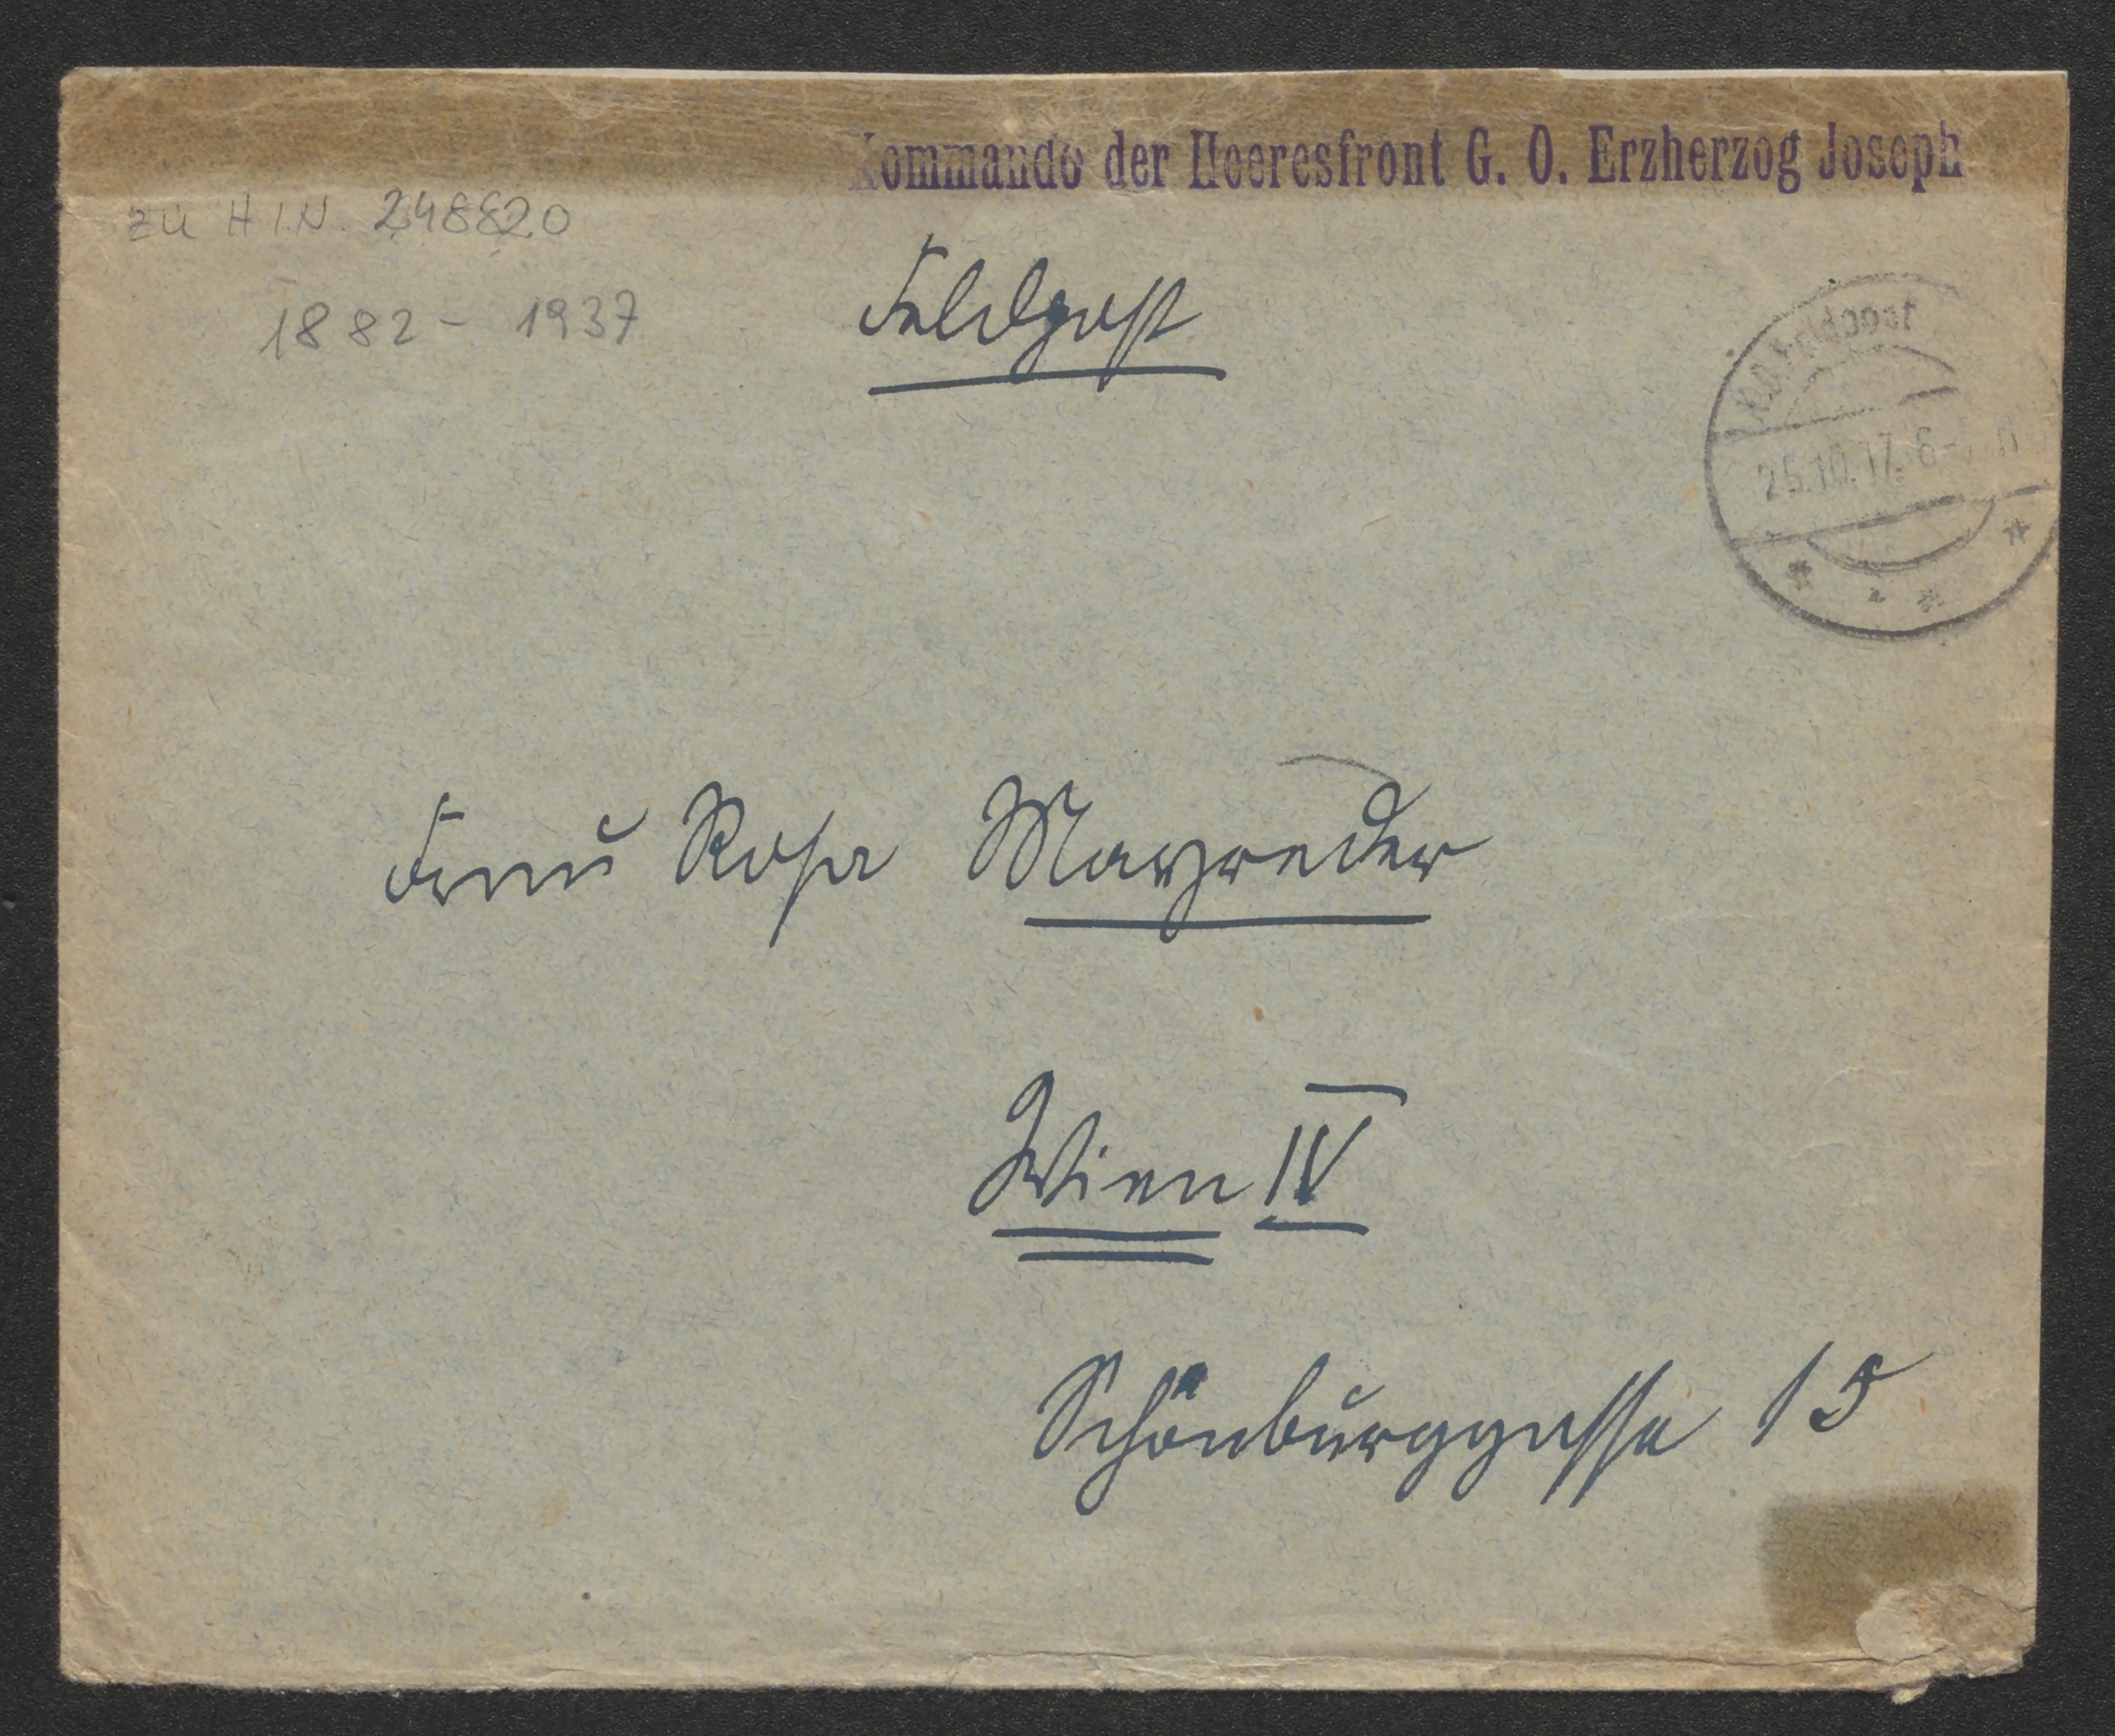 Kommando der Heeresfront G. O. Erzherzog Joseph
zu H.I.N. 248820
1882 - 1937
Feldpost
K.u.K. Feldpost
25.10.17. 6-
Frau Rosa Mayreder
Wien IV
Schönburggasse 15